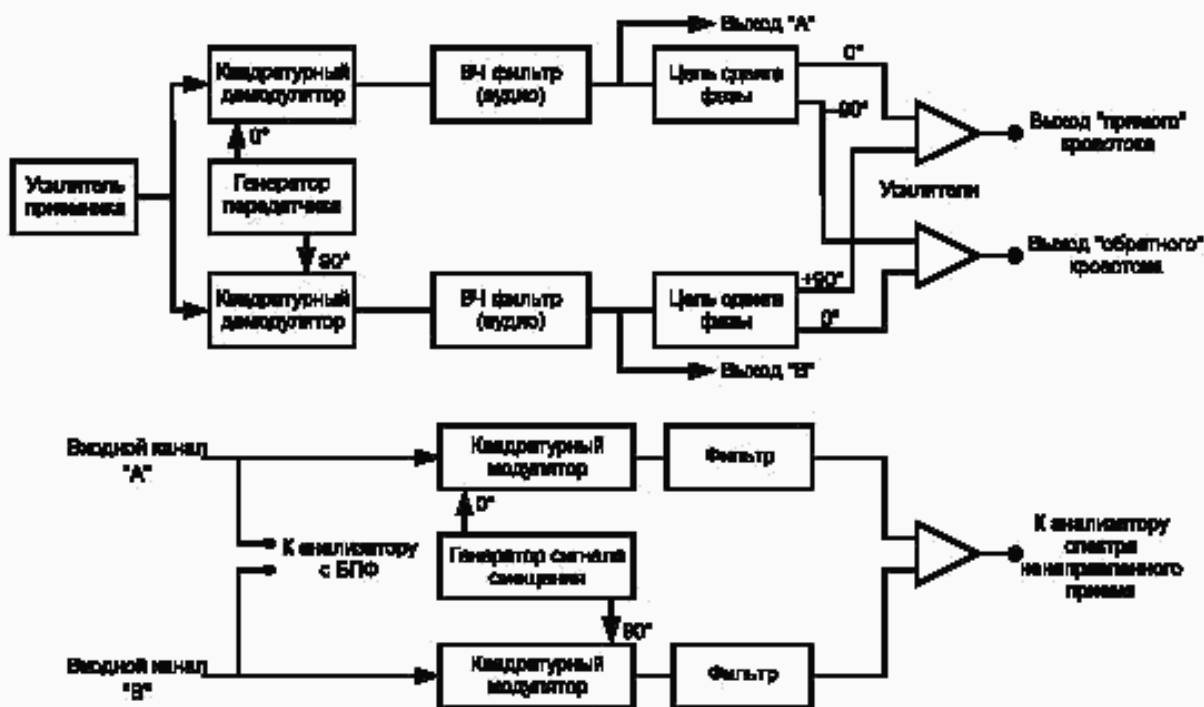 Выход "А"
Квадратурный
демодулятор
ВЧ фильтр
(аудио)
Цепь сдвига
фазы
0°
–90°
Выход "прямого"
кровотока
0°
Усилитель
приемника
Генератор
передатчика
Усилители
90°
Выход "обратного"
кровотока
Квадратурный
демодулятор
ВЧ фильтр
(аудио)
Цепь сдвига
фазы
+90°
0°
Выход "В"
Входной канал
"А"
Квадратурный
модулятор
Фильтр
0°
К анализатору
с БПФ
Генератор сигнала
смещения
К анализатору
спектра
ненаправленного
приема
90°
Входной канал
"В"
Квадратурный
модулятор
Фильтр